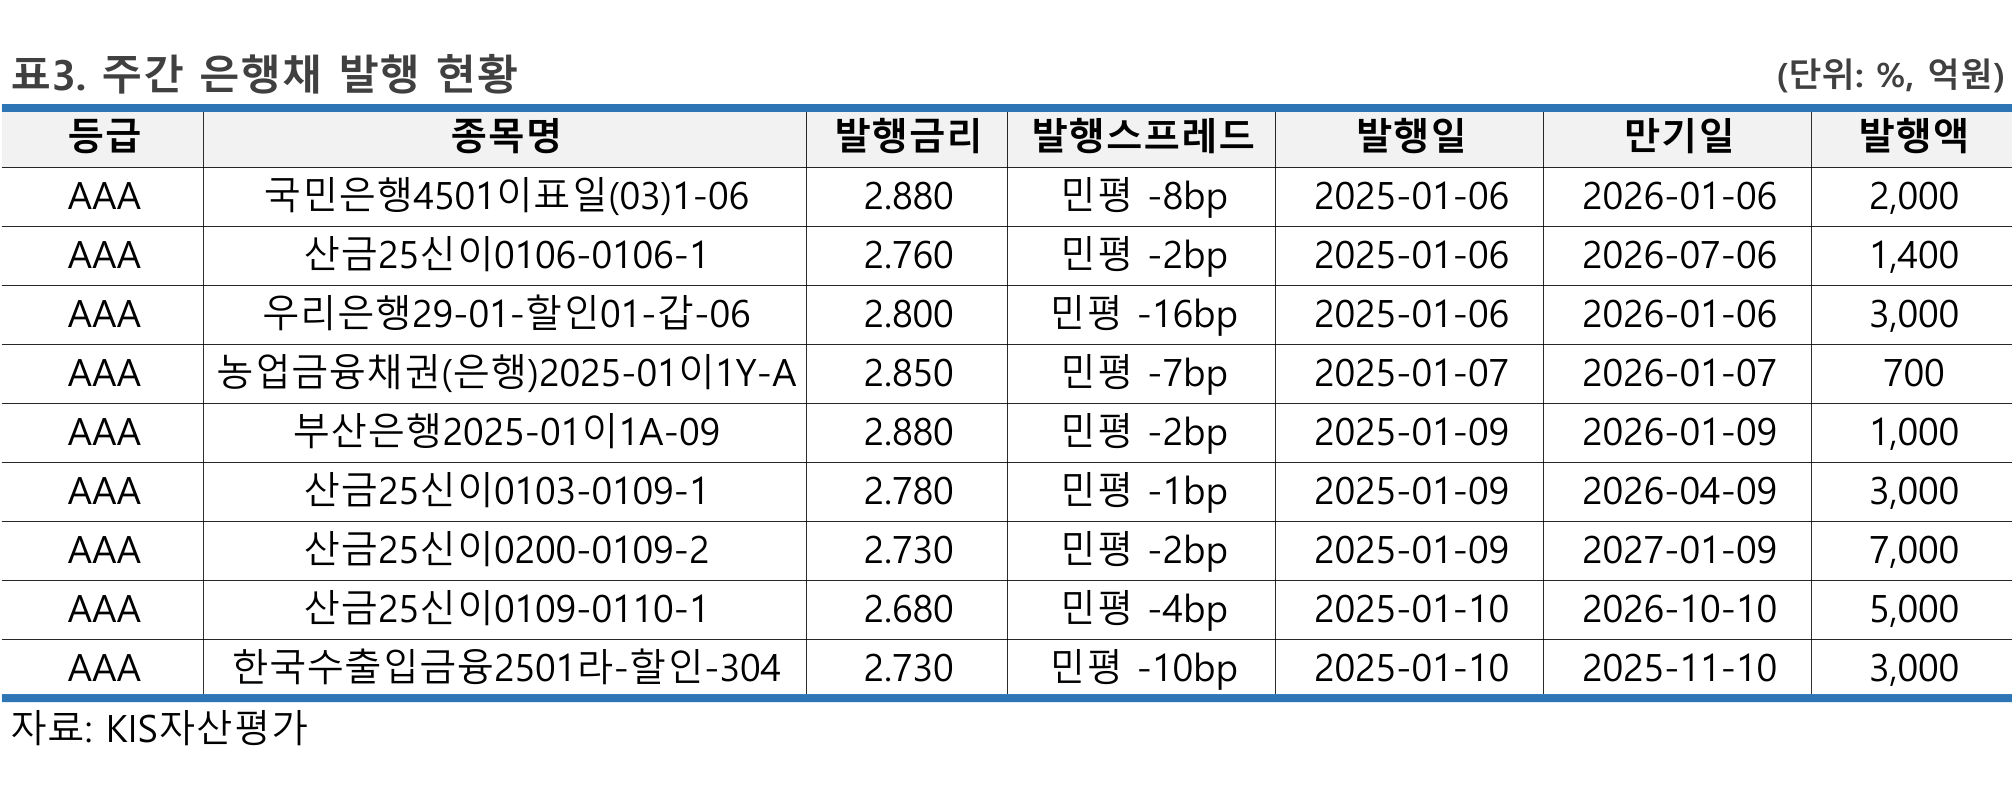 표3. 주간 은행채 발행 현황 (단위: %, 억원)
등급 종목명 발행금리 발행스프레드 발행일 만기일 발행액
AAA 국민은행4501이표일(03)1-06 2.880 민평 -8bp 2025-01-06 2026-01-06 2,000
AAA 산금25신이0106-0106-1 2.760 민평 -2bp 2025-01-06 2026-07-06 1,400
AAA 우리은행29-01-할인01-갑-06 2.800 민평 -16bp 2025-01-06 2026-01-06 3,000
AAA 농업금융채권(은행)2025-01이1Y-A 2.850 민평 -7bp 2025-01-07 2026-01-07 700
AAA 부산은행2025-01이1A-09 2.880 민평 -2bp 2025-01-09 2026-01-09 1,000
AAA 산금25신이0103-0109-1 2.780 민평 -1bp 2025-01-09 2026-04-09 3,000
AAA 산금25신이0200-0109-2 2.730 민평 -2bp 2025-01-09 2027-01-09 7,000
AAA 산금25신이0109-0110-1 2.680 민평 -4bp 2025-01-10 2026-10-10 5,000
AAA 한국수출입금융2501라-할인-304 2.730 민평 -10bp 2025-01-10 2025-11-10 3,000
자료: KIS자산평가